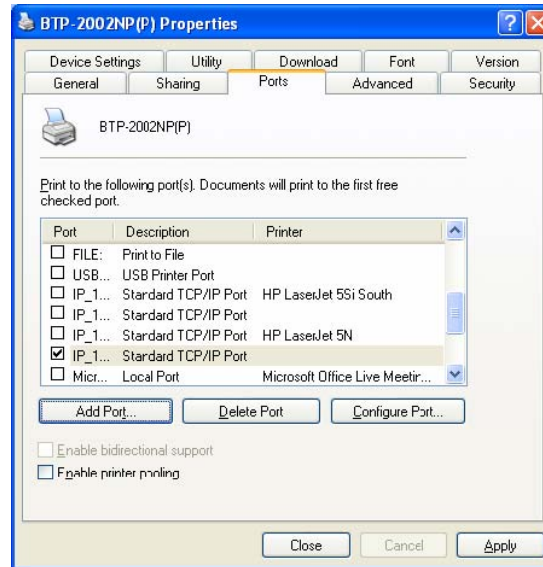 BTP-2002NP(P) Properties
Device Settings Utility Download Font Version
General Sharing Ports Advanced Security
BTP-2002NP(P)
Print to the following port(s). Documents will print to the first free
checked port.
Port Description Printer
FILE: Print to File
USB... USB Printer Port
IP_1... Standard TCP/IP Port HP LaserJet 5Si South
IP_1... Standard TCP/IP Port
IP_1... Standard TCP/IP Port HP LaserJet 5N
IP_1... Standard TCP/IP Port
Micr... Local Port Microsoft Office Live Meetir...
Add Port... Delete Port Configure Port...
Enable bidirectional support
Enable printer pooling
Close Cancel Apply